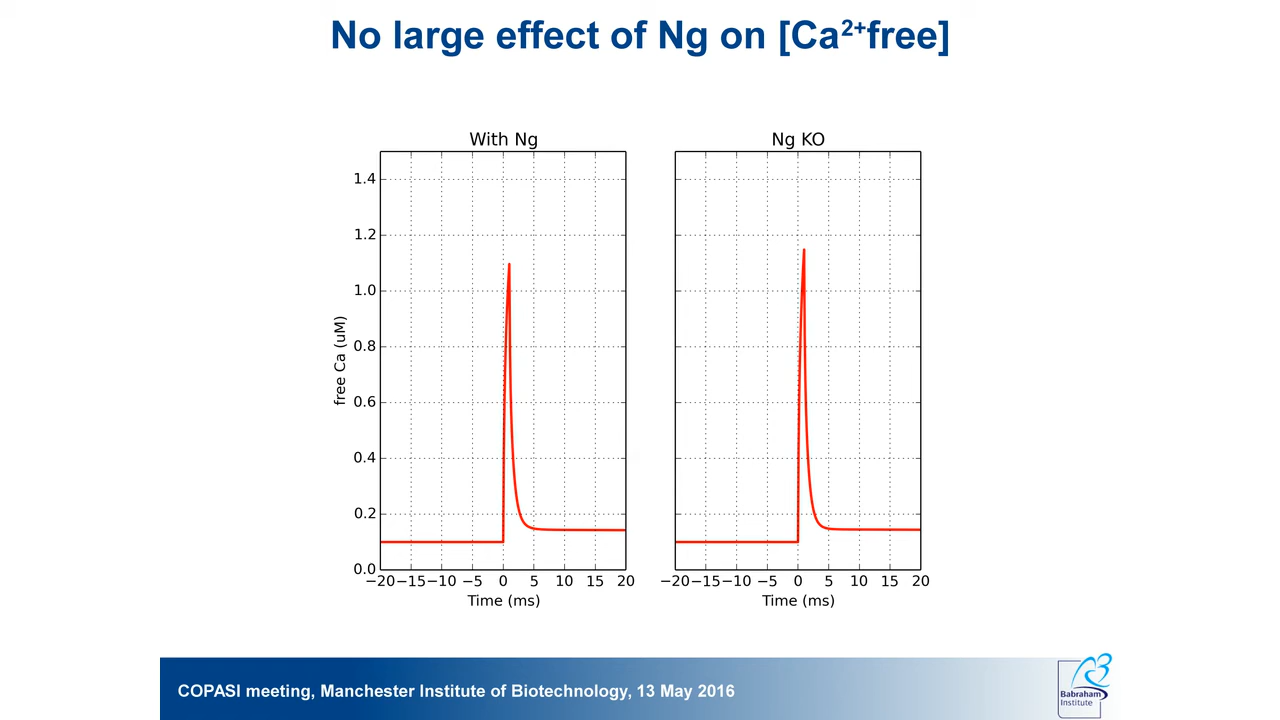 No large effect of Ng on [Ca²⁺free]
With Ng
Ng KO
1.4
1.2
1.0
0.8
0.6
0.4
0.2
0.0
free Ca (uM)
−20 −15 −10 −5 0 5 10 15 20
−20 −15 −10 −5 0 5 10 15 20
Time (ms)
Time (ms)
COPASI meeting, Manchester Institute of Biotechnology, 13 May 2016
Babraham
Institute